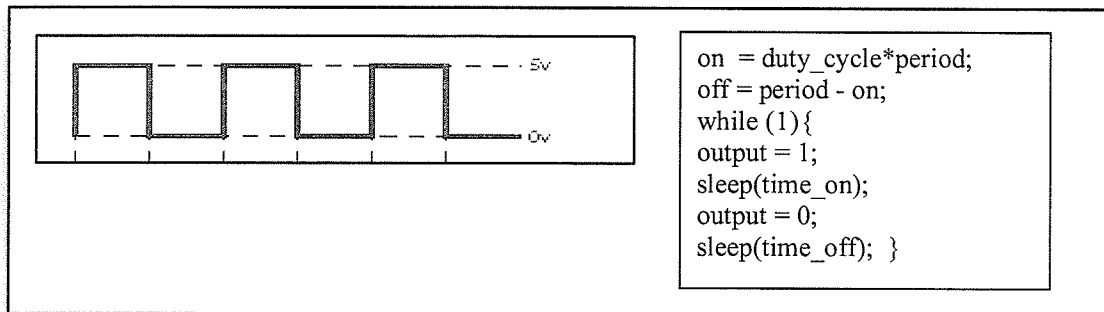 5v
0v
on = duty_cycle*period;
off = period - on;
while (1){
output = 1;
sleep(time_on);
output = 0;
sleep(time_off); }